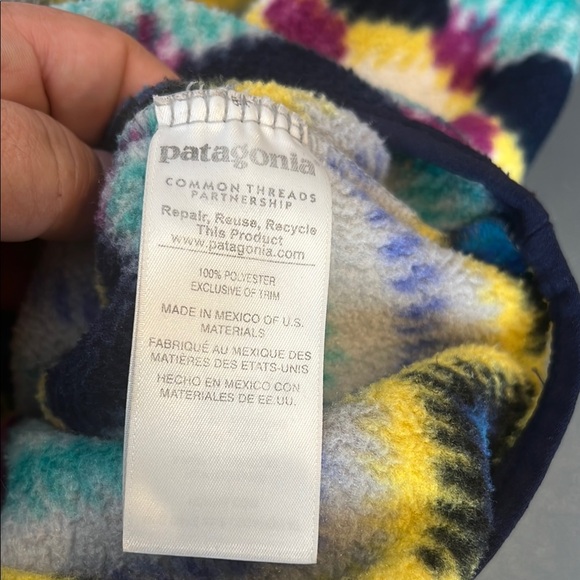 patagonia
COMMON THREADS
PARTNERSHIP
Repair, Reuse, Recycle
This Product
www.patagonia.com
100% POLYESTER
EXCLUSIVE OF TRIM
MADE IN MEXICO OF U.S.
MATERIALS
FABRIQUÉ AU MEXIQUE DES
MATIÈRES DES ETATS-UNIS
HECHO EN MEXICO CON
MATERIALES DE EE.UU.